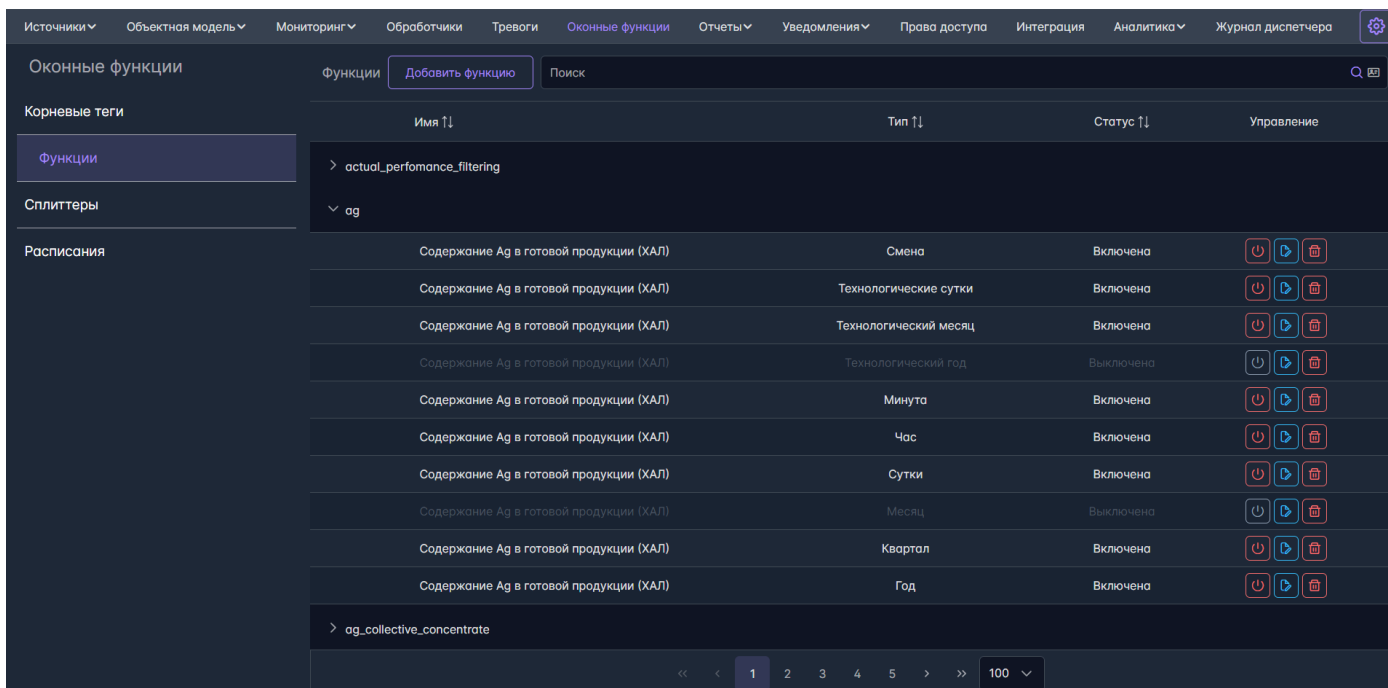 Источники Объектная модель Мониторинг Обработчики Тревоги Оконные функции Отчеты Уведомления Права доступа Интеграция Аналитика Журнал диспетчера
Оконные функции
Корневые теги
Функции
Сплиттеры
Расписания
Функции Добавить функцию Поиск
Имя Тип Статус Управление
actual_perfomance_filtering
ag
Содержание Ag в готовой продукции (ХАЛ) Смена Включена
Содержание Ag в готовой продукции (ХАЛ) Технологические сутки Включена
Содержание Ag в готовой продукции (ХАЛ) Технологический месяц Включена
Содержание Ag в готовой продукции (ХАЛ) Технологический год Выключена
Содержание Ag в готовой продукции (ХАЛ) Минута Включена
Содержание Ag в готовой продукции (ХАЛ) Час Включена
Содержание Ag в готовой продукции (ХАЛ) Сутки Включена
Содержание Ag в готовой продукции (ХАЛ) Месяц Выключена
Содержание Ag в готовой продукции (ХАЛ) Квартал Включена
Содержание Ag в готовой продукции (ХАЛ) Год Включена
ag_collective_concentrate
« ‹ 1 2 3 4 5 › » 100